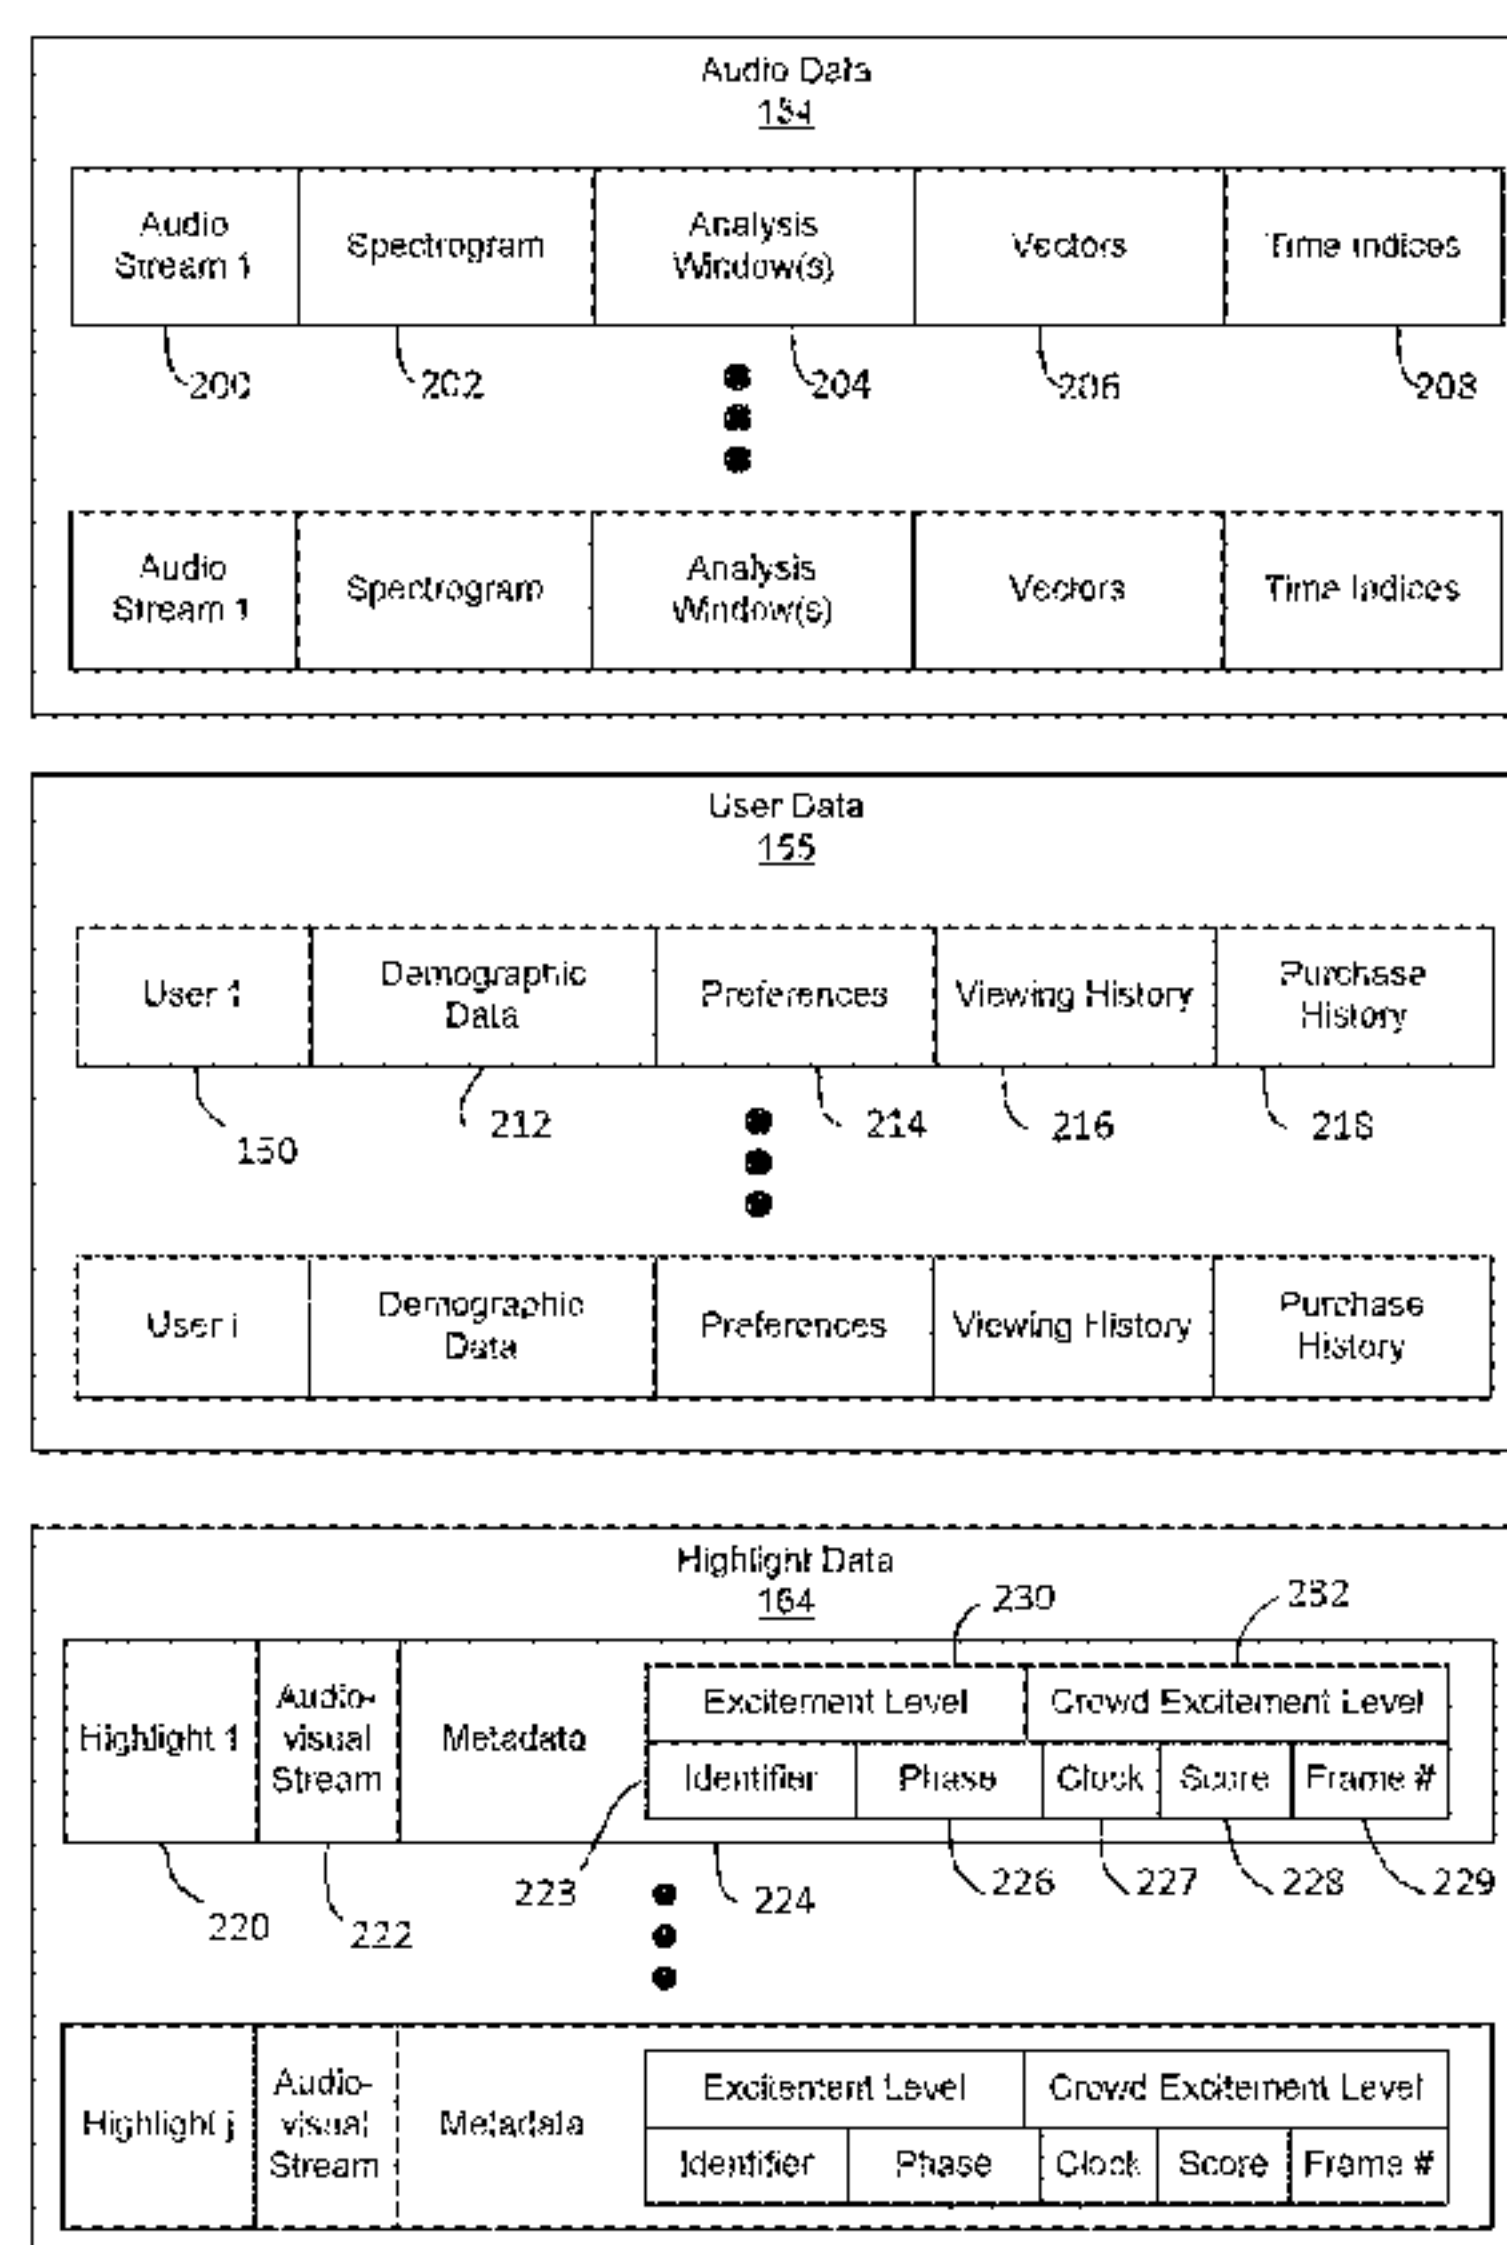 Audio Data
154
Audio
Stream 1
Spectrogram
Analysis
Window(s)
Vectors
Time Indices
200
202
204
206
208
Audio
Stream 1
Spectrogram
Analysis
Window(s)
Vectors
Time Indices
User Data
155
User 1
Demographic
Data
Preferences
Viewing History
Purchase
History
212
214
216
218
User i
Demographic
Data
Preferences
Viewing History
Purchase
History
Highlight Data
164
230
232
Highlight 1
Audio-
visual
Stream
Metadata
Excitement Level
Crowd Excitement Level
Identifier
Phase
Clock
Score
Frame #
220
222
223
224
226
227
228
229
Highlight j
Audio-
visual
Stream
Metadata
Excitement Level
Crowd Excitement Level
Identifier
Phase
Clock
Score
Frame #